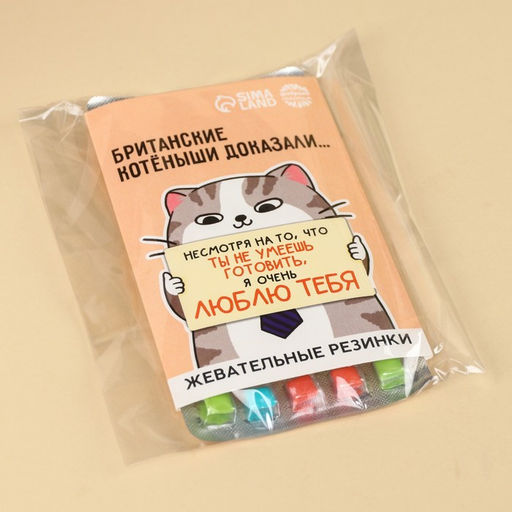 SIMA
LAND
БРИТАНСКИЕ
КОТЁНЫШИ ДОКАЗАЛИ...
НЕСМОТРЯ НА ТО, ЧТО
ТЫ НЕ УМЕЕШЬ
ГОТОВИТЬ,
Я ОЧЕНЬ
ЛЮБЛЮ ТЕБЯ
ЖЕВАТЕЛЬНЫЕ РЕЗИНКИ